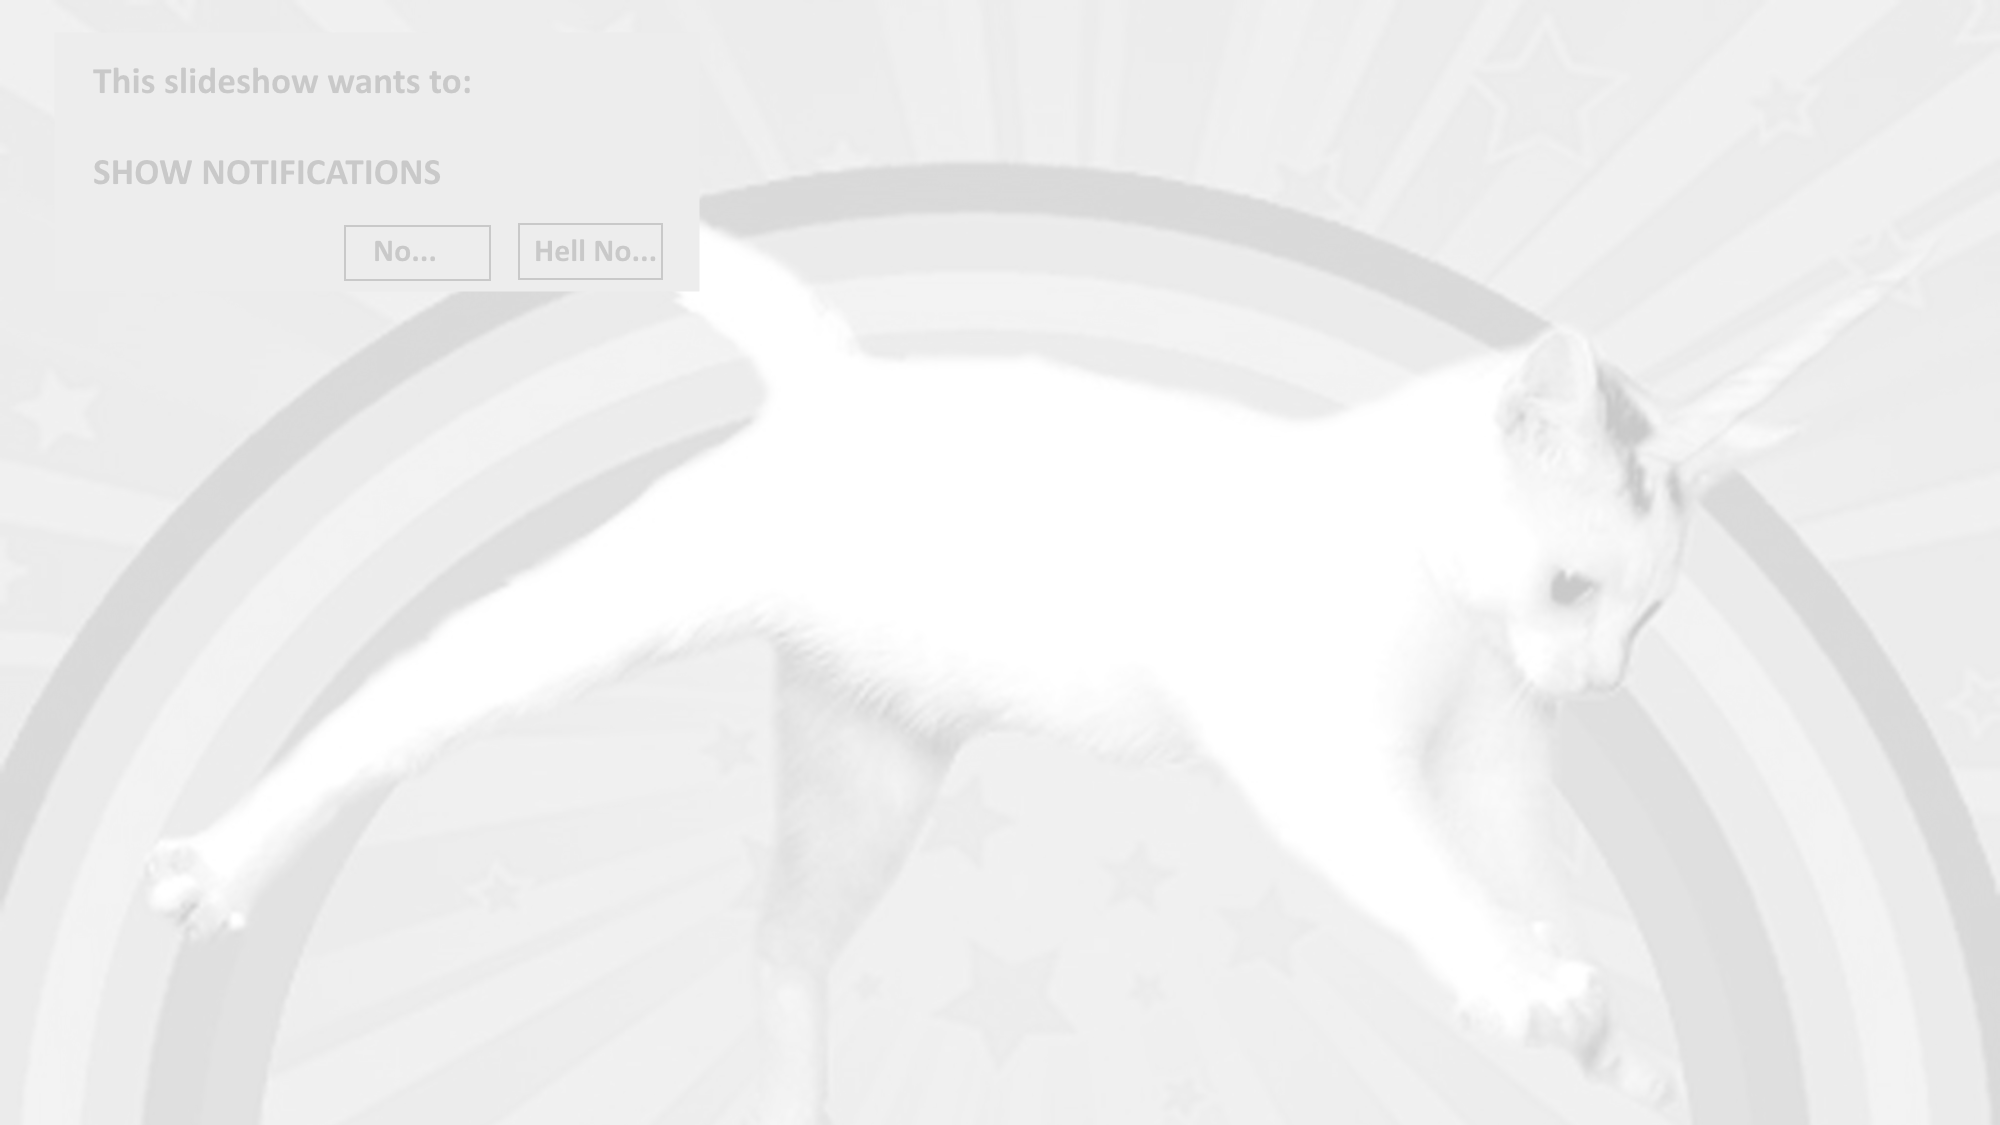 This slideshow wants to:
SHOW NOTIFICATIONS
No...
Hell No...